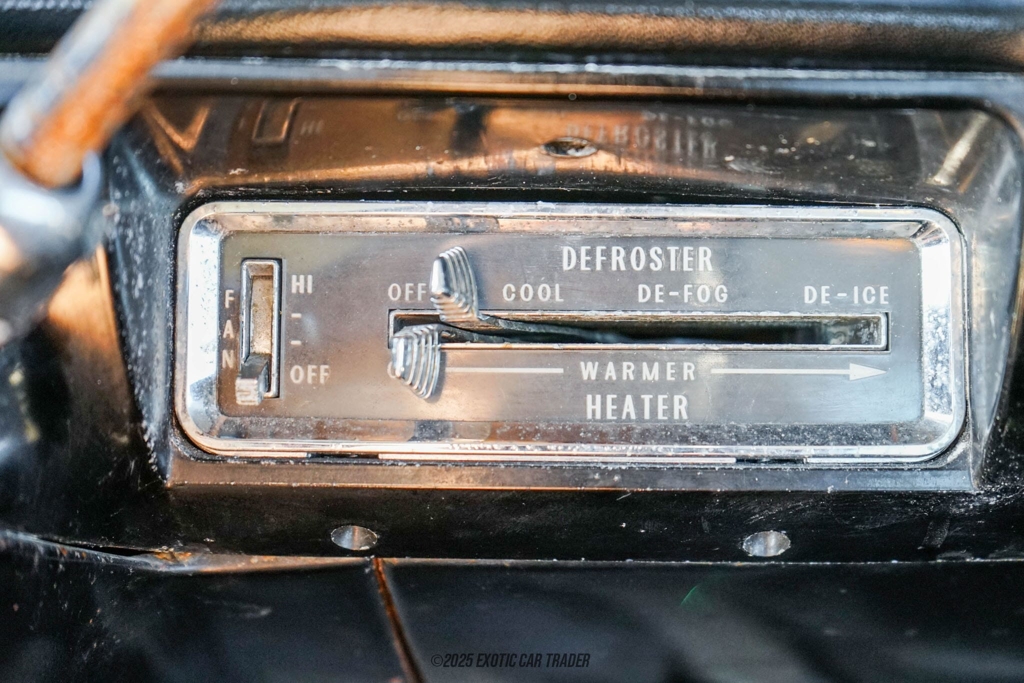 DEFROSTER
OFF COOL DE-FOG DE-ICE
FAN
HI
-
-
OFF
WARMER
HEATER
©2025 EXOTIC CAR TRADER